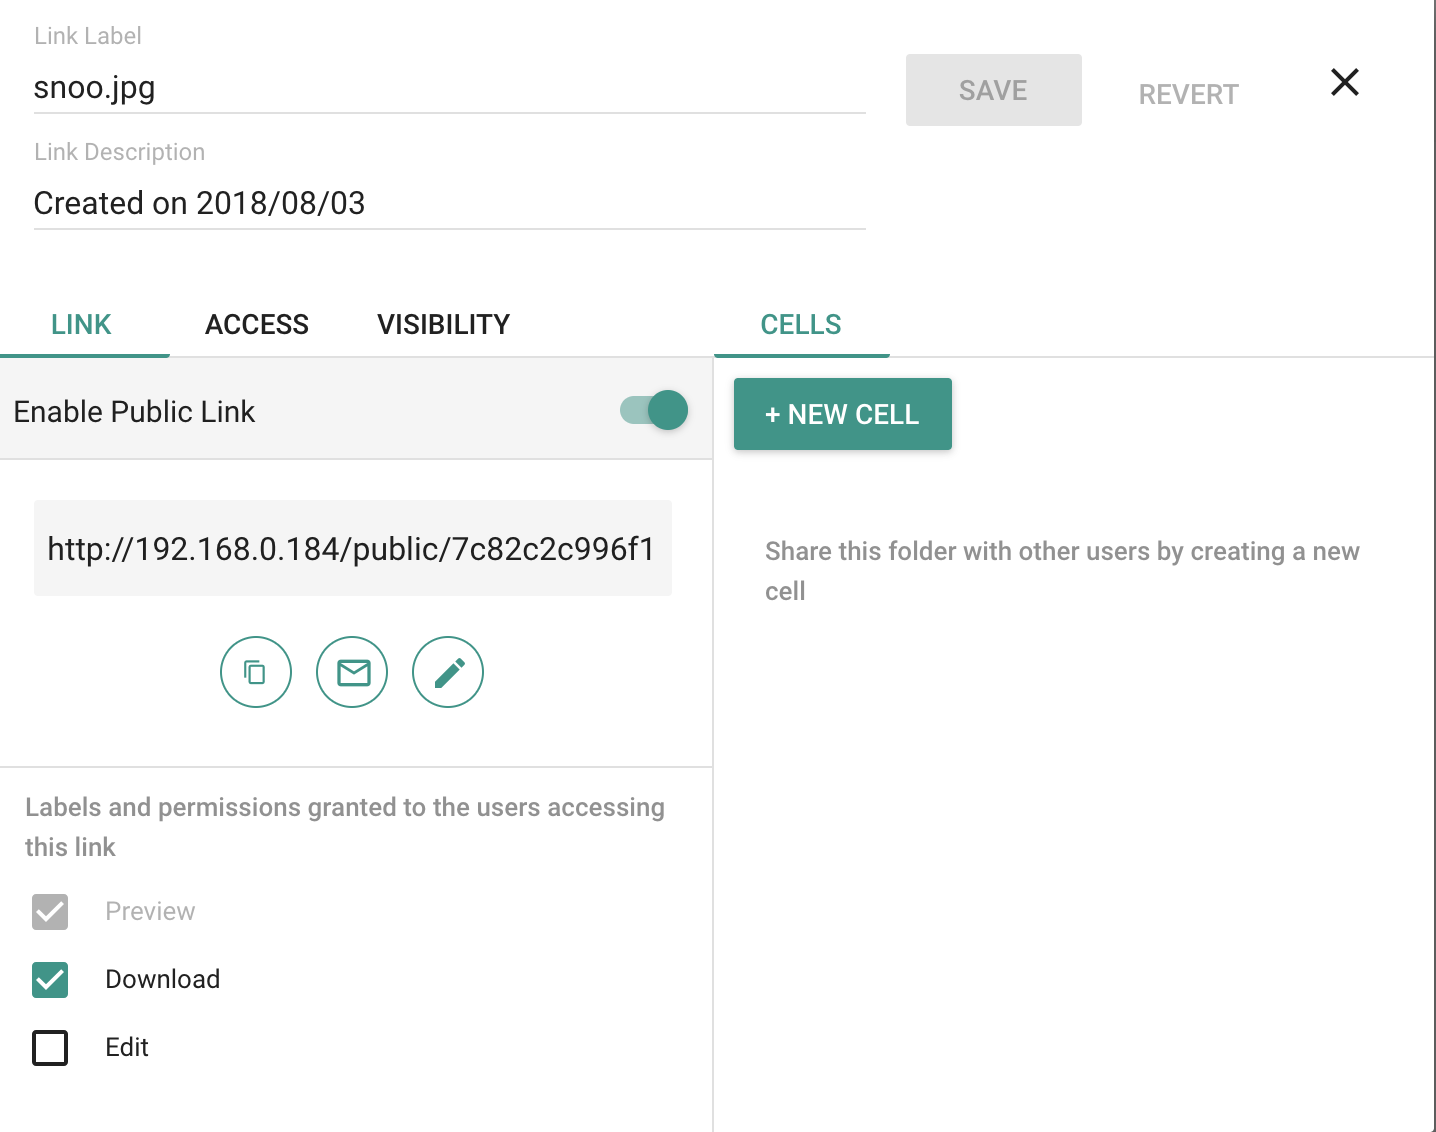 Link Label
snoo.jpg
SAVE
REVERT
Link Description
Created on 2018/08/03
LINK
ACCESS
VISIBILITY
CELLS
Enable Public Link
+ NEW CELL
http://192.168.0.184/public/7c82c2c996f1
Share this folder with other users by creating a new
cell
Labels and permissions granted to the users accessing
this link
Preview
Download
Edit